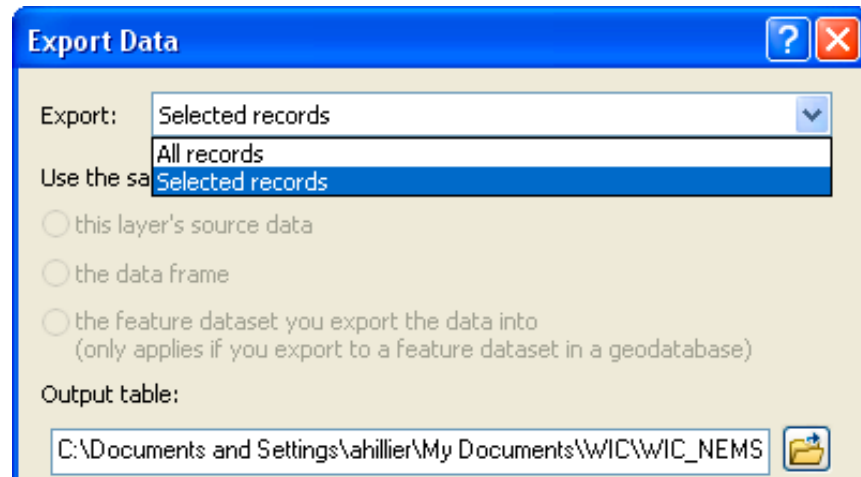 Export Data
Export: Selected records
All records
Use the sa
Selected records
this layer's source data
the data frame
the feature dataset you export the data into
(only applies if you export to a feature dataset in a geodatabase)
Output table:
C:\Documents and Settings\ahillier\My Documents\WIC\WIC_NEMS